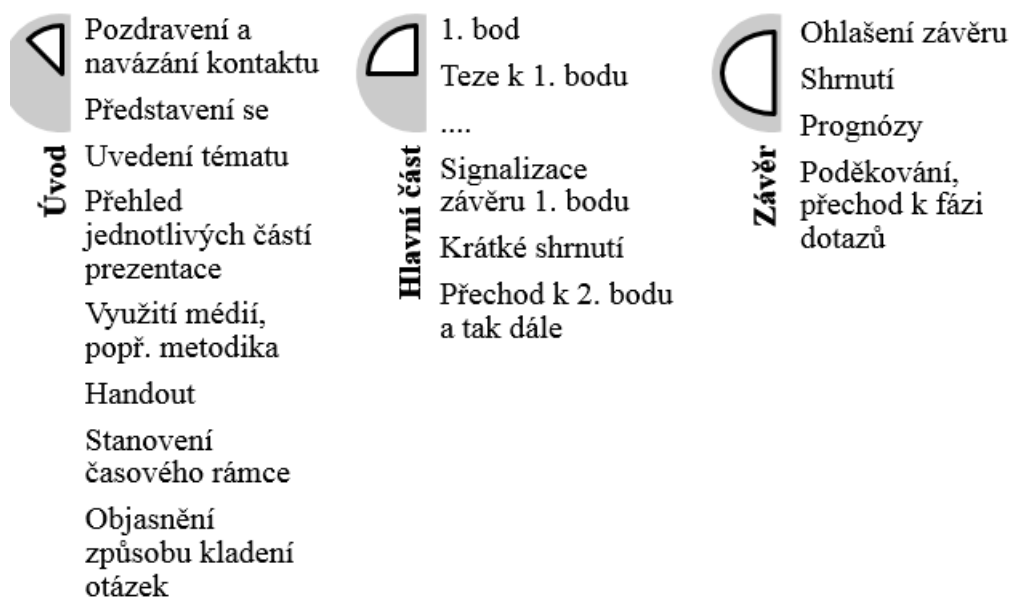 Úvod
Pozdravení a
navázání kontaktu
Představení se
Uvedení tématu
Přehled
jednotlivých částí
prezentace
Využití médií,
popř. metodika
Handout
Stanovení
časového rámce
Objasnění
způsobu kladení
otázek
Hlavní část
1. bod
Teze k 1. bodu
....
Signalizace
závěru 1. bodu
Krátké shrnutí
Přechod k 2. bodu
a tak dále
Závěr
Ohlašení závěru
Shrnutí
Prognózy
Poděkování,
přechod k fázi
dotazů